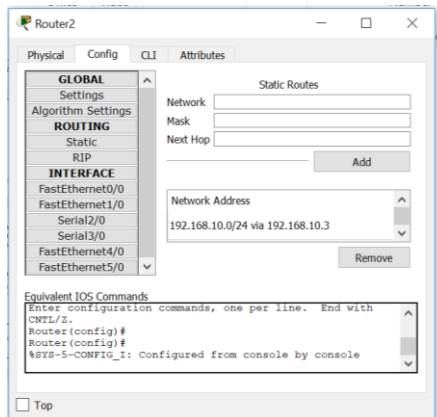 Router2
Physical Config CLI Attributes
GLOBAL
Settings
Algorithm Settings
ROUTING
Static
RIP
INTERFACE
FastEthernet0/0
FastEthernet1/0
Serial2/0
Serial3/0
FastEthernet4/0
FastEthernet5/0
Static Routes
Network
Mask
Next Hop
Add
Network Address
192.168.10.0/24 via 192.168.10.3
Remove
Equivalent IOS Commands
Enter configuration commands, one per line. End with
CNTL/Z.
Router(config)#
Router(config)#
%SYS-5-CONFIG_I: Configured from console by console
Top